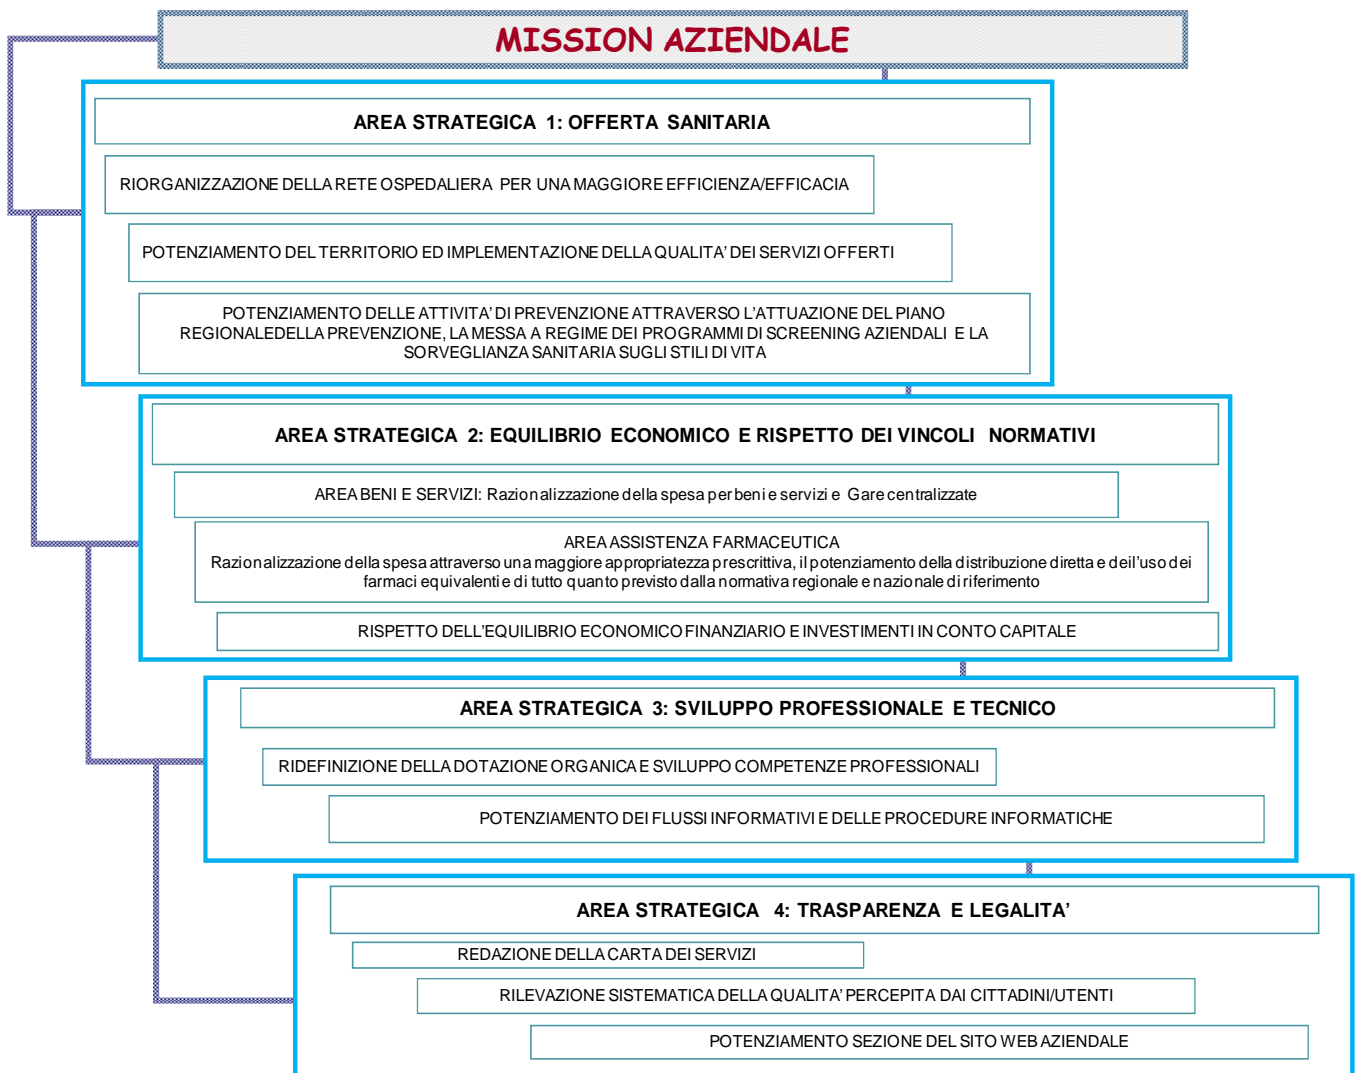 MISSION AZIENDALE
AREA STRATEGICA 1: OFFERTA SANITARIA
RIORGANIZZAZIONE DELLA RETE OSPEDALIERA PER UNA MAGGIORE EFFICIENZA/EFFICACIA
POTENZIAMENTO DEL TERRITORIO ED IMPLEMENTAZIONE DELLA QUALITA' DEI SERVIZI OFFERTI
POTENZIAMENTO DELLE ATTIVITA' DI PREVENZIONE ATTRAVERSO L'ATTUAZIONE DEL PIANO
REGIONALEDELLA PREVENZIONE, LA MESSA A REGIME DEI PROGRAMMI DI SCREENING AZIENDALI E LA
SORVEGLIANZA SANITARIA SUGLI STILI DI VITA
AREA STRATEGICA 2: EQUILIBRIO ECONOMICO E RISPETTO DEI VINCOLI NORMATIVI
AREA BENI E SERVIZI: Razionalizzazione della spesa per beni e servizi e Gare centralizzate
AREA ASSISTENZA FARMACEUTICA
Razionalizzazione della spesa attraverso una maggiore appropriatezza prescrittiva, il potenziamento della distribuzione diretta e deil'uso dei
farmaci equivalenti e di tutto quanto previsto dalla normativa regionale e nazionale di riferimento
RISPETTO DELL'EQUILIBRIO ECONOMICO FINANZIARIO E INVESTIMENTI IN CONTO CAPITALE
AREA STRATEGICA 3: SVILUPPO PROFESSIONALE E TECNICO
RIDEFINIZIONE DELLA DOTAZIONE ORGANICA E SVILUPPO COMPETENZE PROFESSIONALI
POTENZIAMENTO DEI FLUSSI INFORMATIVI E DELLE PROCEDURE INFORMATICHE
AREA STRATEGICA 4: TRASPARENZA E LEGALITA'
REDAZIONE DELLA CARTA DEI SERVIZI
RILEVAZIONE SISTEMATICA DELLA QUALITA' PERCEPITA DAI CITTADINI/UTENTI
POTENZIAMENTO SEZIONE DEL SITO WEB AZIENDALE